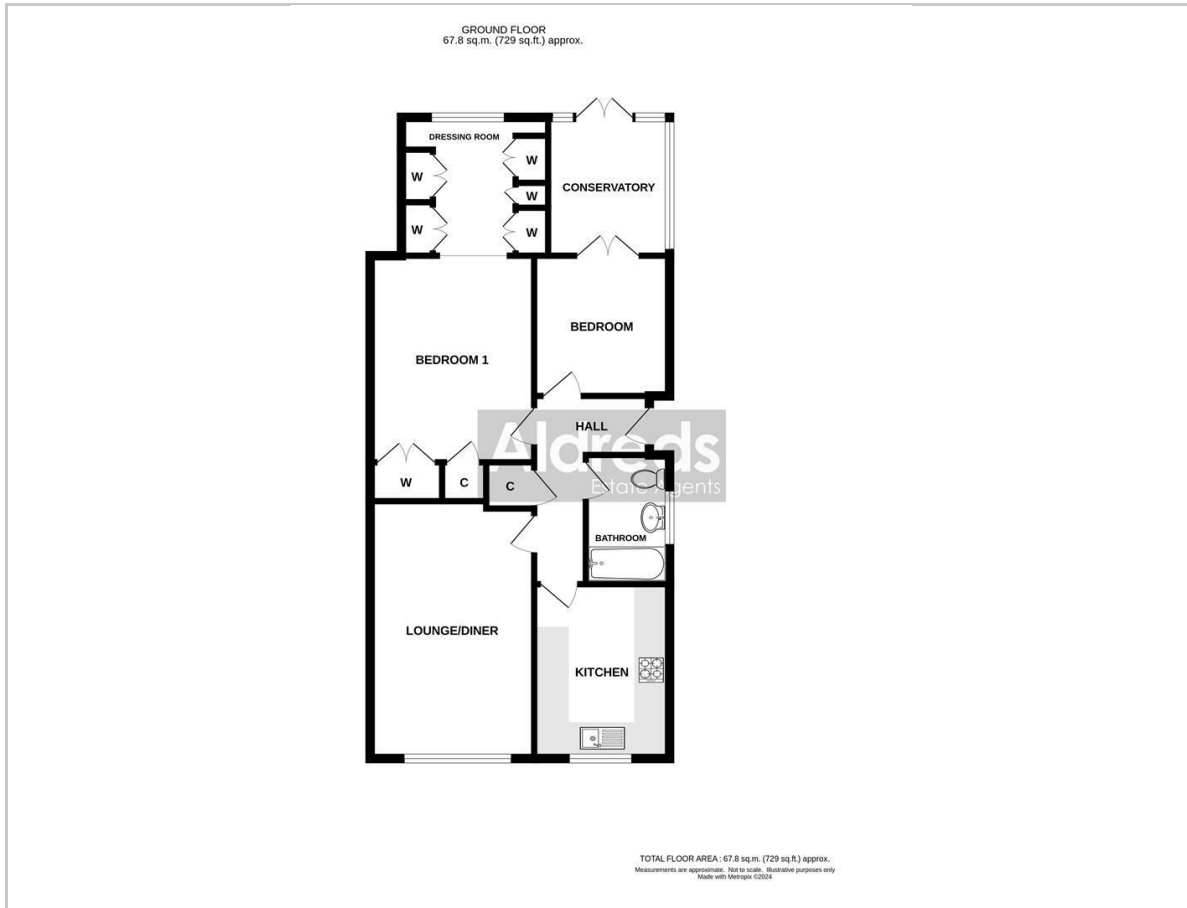 GROUND FLOOR
67.8 sq.m. (729 sq.ft.) approx.
DRESSING ROOM
W
W
W
W
W
CONSERVATORY
BEDROOM
BEDROOM 1
HALL
Aldreds
Estate Agents
W
C
C
BATHROOM
LOUNGE/DINER
KITCHEN
TOTAL FLOOR AREA : 67.8 sq.m. (729 sq.ft.) approx.
Measurements are approximate. Not to scale. Illustrative purposes only
Made with Metropix ©2024